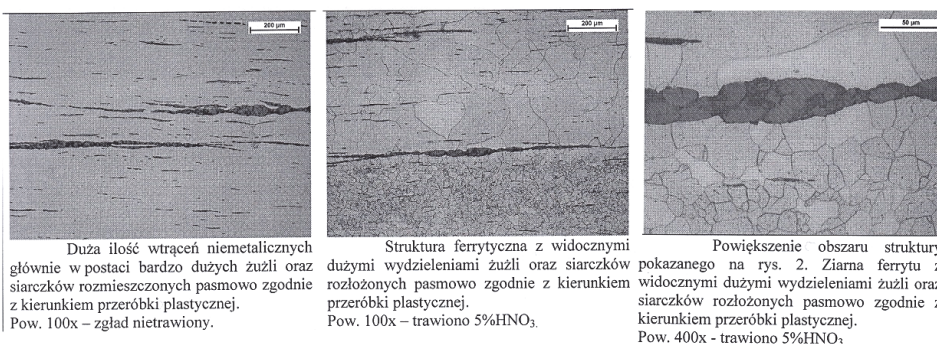 200 µm
200 µm
50 µm
Duża ilość wtrąceń niemetalicznych
głównie w postaci bardzo dużych żużli oraz
siarczków rozmieszczonych pasmowo zgodnie
z kierunkiem przeróbki plastycznej.
Pow. 100x – zgład nietrawiony.
Struktura ferrytyczna z widocznymi
dużymi wydzieleniami żużli oraz siarczków
rozłożonych pasmowo zgodnie z kierunkiem
przeróbki plastycznej.
Pow. 100x – trawiono 5%HNO3.
Powiększenie obszaru struktury
pokazanego na rys. 2. Ziarna ferrytu z
widocznymi dużymi wydzieleniami żużli oraz
siarczków rozłożonych pasmowo zgodnie z
kierunkiem przeróbki plastycznej.
Pow. 400x - trawiono 5%HNO3